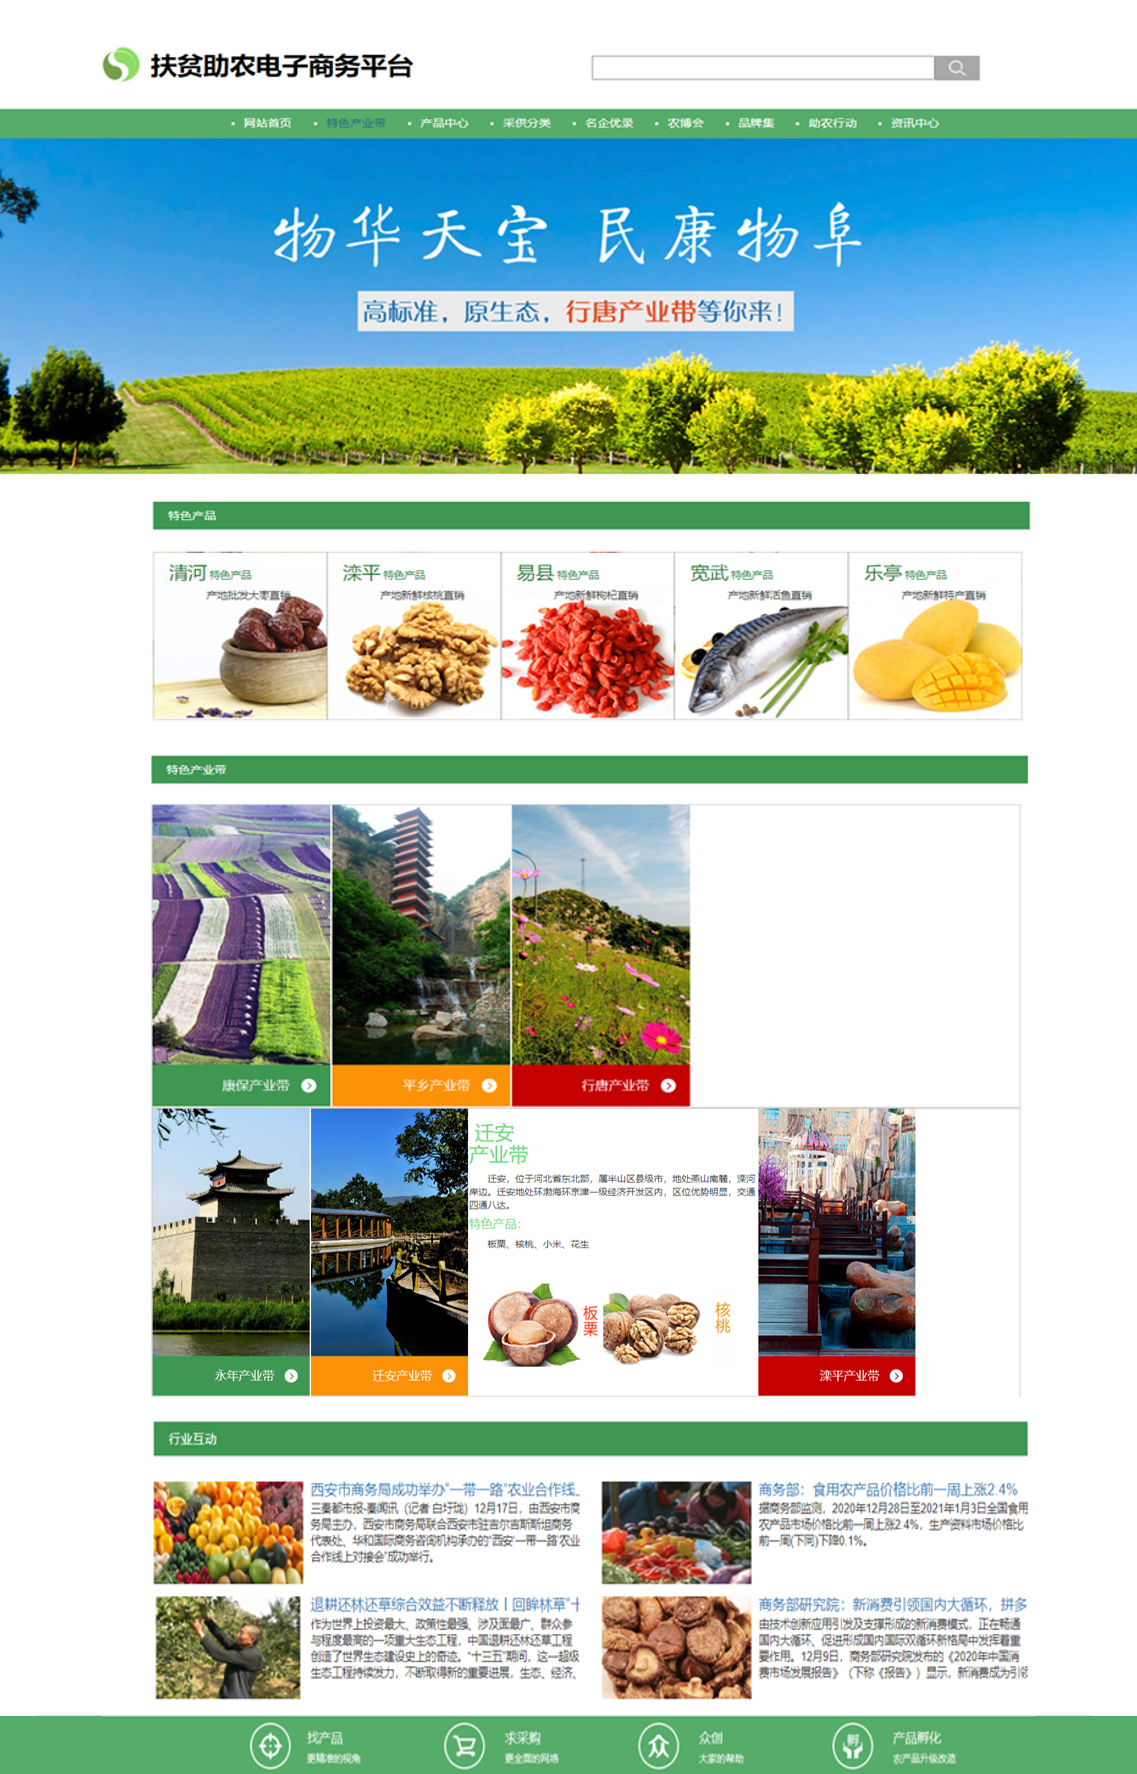 扶贫助农电子商务平台
• 网站首页 • 特色产业带 • 产品中心 • 采供分类 • 名企优录 • 农博会 • 品牌集 • 助农行动 • 资讯中心
物华天宝 民康物阜
高标准，原生态，行唐产业带等你来！
特色产品
清河 特色产品
产地批发大枣直销
滦平 特色产品
产地新鲜核桃直销
易县 特色产品
产地新鲜枸杞直销
宽武 特色产品
产地新鲜活鱼直销
乐亭 特色产品
产地新鲜特产直销
特色产业带
康保产业带
平乡产业带
行唐产业带
迁安
产业带
迁安，位于河北省东北部，属半山区县级市，地处燕山南麓，滦河
岸边。迁安地处环渤海环京津一级经济开发区内，区位优势明显，交通
四通八达。
特色产品：
板栗、核桃、小米、花生
板栗
核桃
永年产业带
迁安产业带
滦平产业带
行业互动
西安市商务局成功举办"一带一路"农业合作线
三秦都市报-秦闻讯（记者 白圩珑）12月17日，由西安市商
务局主办，西安市商务局联合西安市驻吉尔吉斯斯坦商务
代表处、华和国际商务咨询机构承办的"西安'一带一路'农业
合作线上对接会"成功举行。
商务部：食用农产品价格比前一周上涨2.4%
据商务部监测，2020年12月28日至2021年1月3日全国食用
农产品市场价格比前一周上涨2.4%，生产资料市场价格比
前一周(下同)下降0.1%。
退耕还林还草综合效益不断释放丨回眸林草"十
作为世界上投资最大、政策性最强、涉及面最广、群众参
与程度最高的一项重大生态工程，中国退耕还林还草工程
创造了世界生态建设史上的奇迹。"十三五"期间，这一超级
生态工程持续发力，不断取得新的重要进展，生态、经济、
商务部研究院：新消费引领国内大循环，拼多
由技术创新应用引发及支撑形成的新消费模式，正在畅通
国内大循环、促进形成国内国际双循环新格局中发挥着重
要作用。12月9日，商务部研究院发布的《2020年中国消
费市场发展报告》（下称《报告》）显示，新消费成为引领
找产品
更精准的视角
求采购
更全面的网络
众创
大家的帮助
产品孵化
农产品升级改造